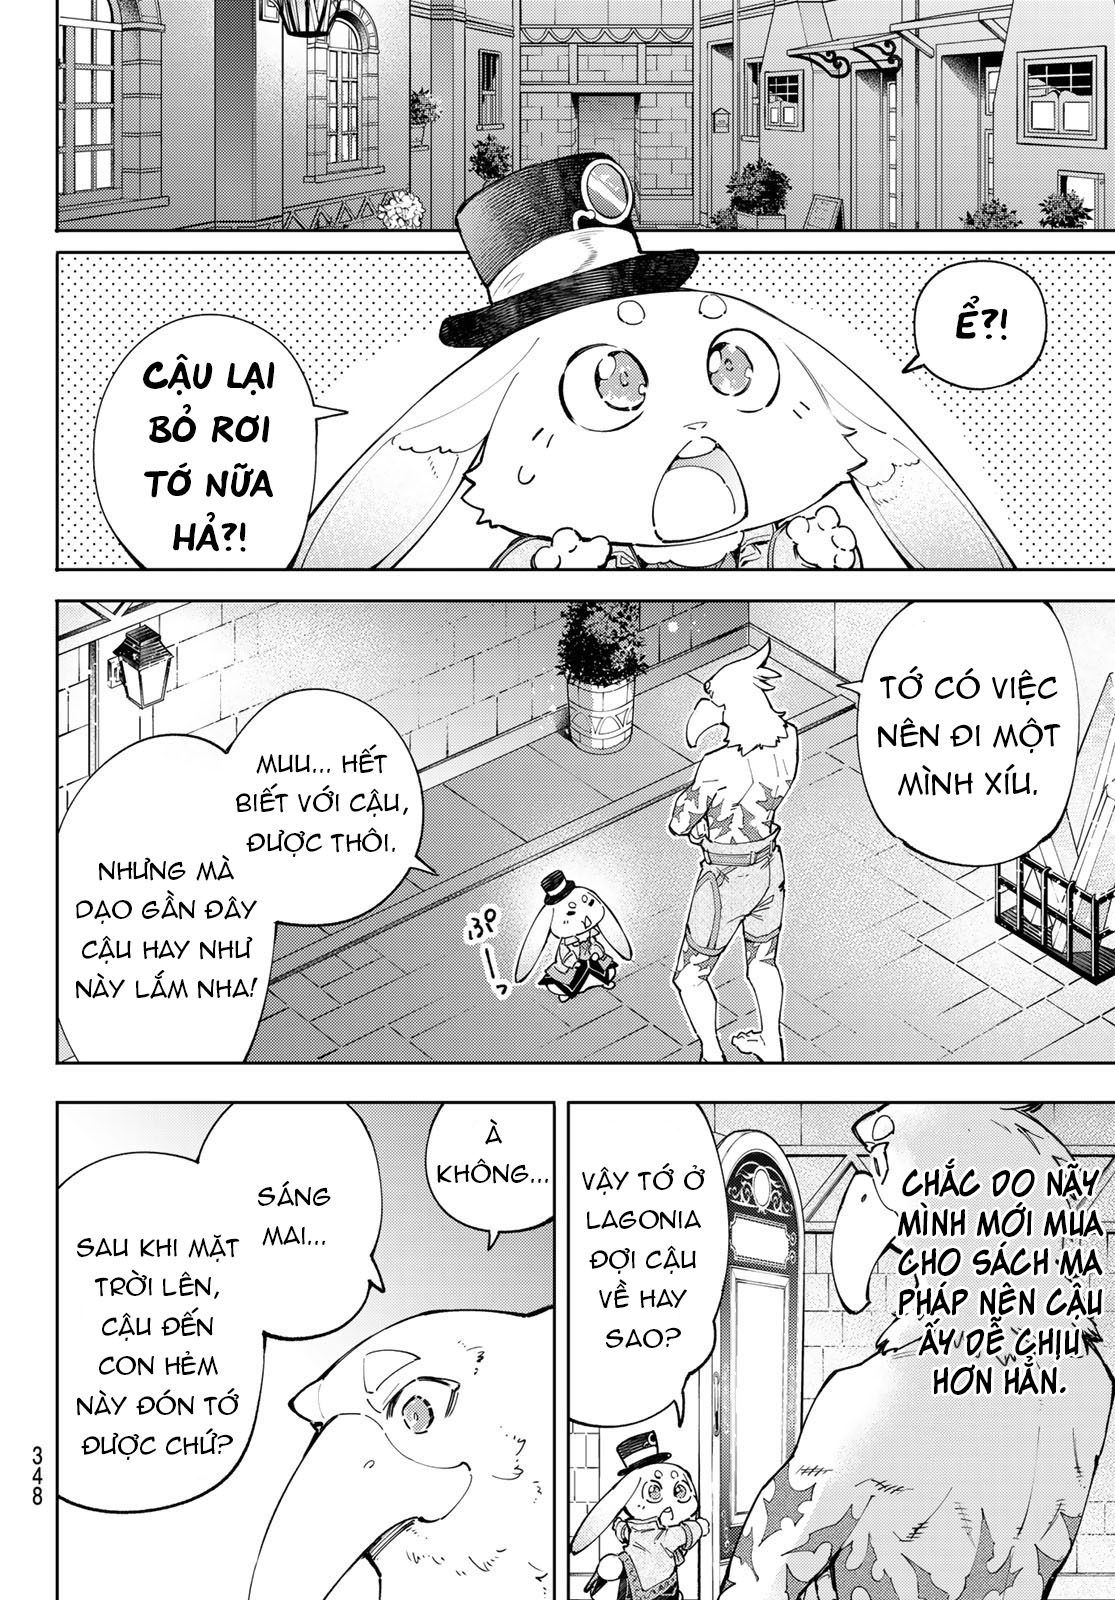 Ể?!
CẬU LẠI
BỎ RƠI
TỚ NỮA
HẢ?!
TỚ CÓ VIỆC
NÊN ĐI MỘT
MÌNH XÍU.
MUU... HẾT
BIẾT VỚI CẬU,
ĐƯỢC THÔI.
NHƯNG MÀ
DẠO GẦN ĐÂY
CẬU HAY NHƯ
NÀY LẮM NHA!
ぷーっ
CHẮC DO NÃY
MÌNH MỚI MUA
CHO SÁCH MA
PHÁP NÊN CẬU
ẤY DỄ CHỊU
HƠN HẲN.
VẬY TỚ Ở
LAGONIA
ĐỢI CẬU
VỀ HAY
SAO?
À
KHÔNG...
SÁNG
MAI...
SAU KHI MẶT
TRỜI LÊN,
CẬU ĐẾN
CON HẺM
NÀY ĐÓN TỚ
ĐƯỢC CHỨ?
348